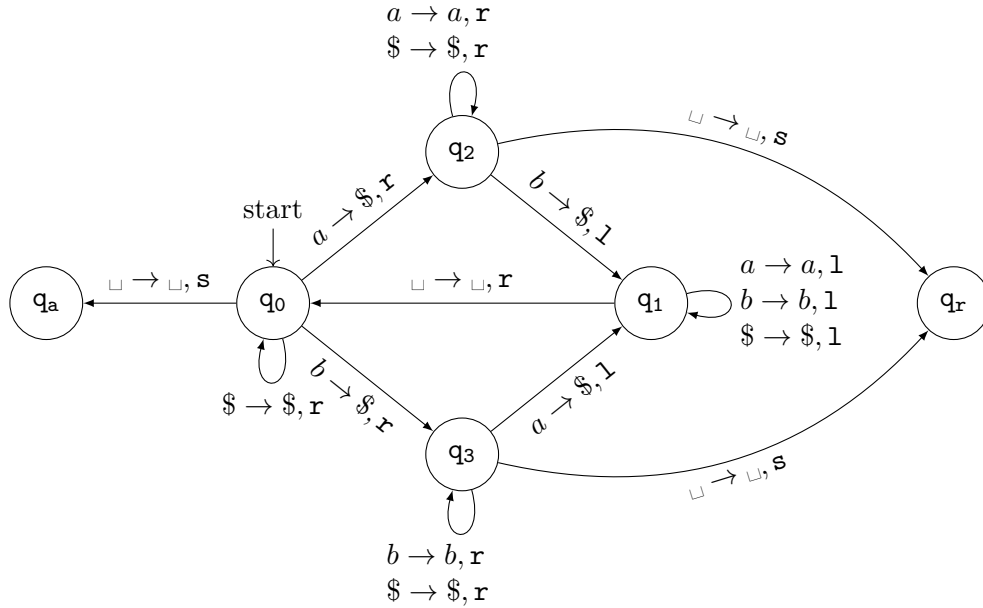 a → a, r
$ → $, r
q₂
␣ → ␣, s
b → $, l
a → $, r
start
␣ → ␣, s
␣ → ␣, r
a → a, l
b → b, l
$ → $, l
qₐ
q₀
q₁
qᵣ
$ → $, r
b → $, r
a → $, l
q₃
␣ → ␣, s
b → b, r
$ → $, r